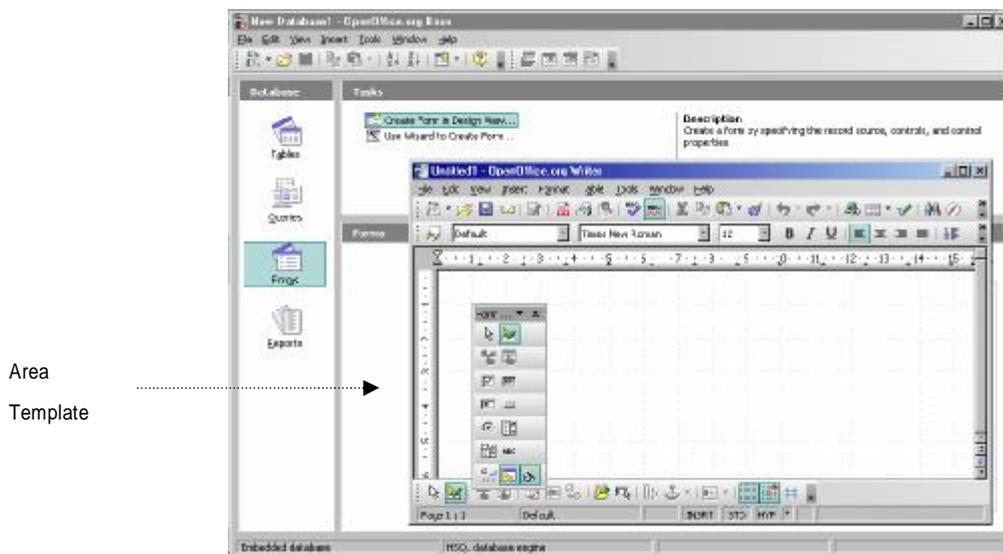 New Database1 - OpenOffice.org Base
File Edit View Insert Tools Window Help
Database
Tasks
Create Form in Design View...
Use Wizard to Create Form...
Description
Create a form by specifying the record source, controls, and control
properties
Tables
Queries
Forms
Reports
Forms
Untitled1 - OpenOffice.org Writer
File Edit View Insert Format Table Tools Window Help
Default
Times New Roman
12
B I U
Form ...
Page 1 / 1
Default
INSRT
STD
HYP
*
Area
Template
Embedded database
HSQL database engine